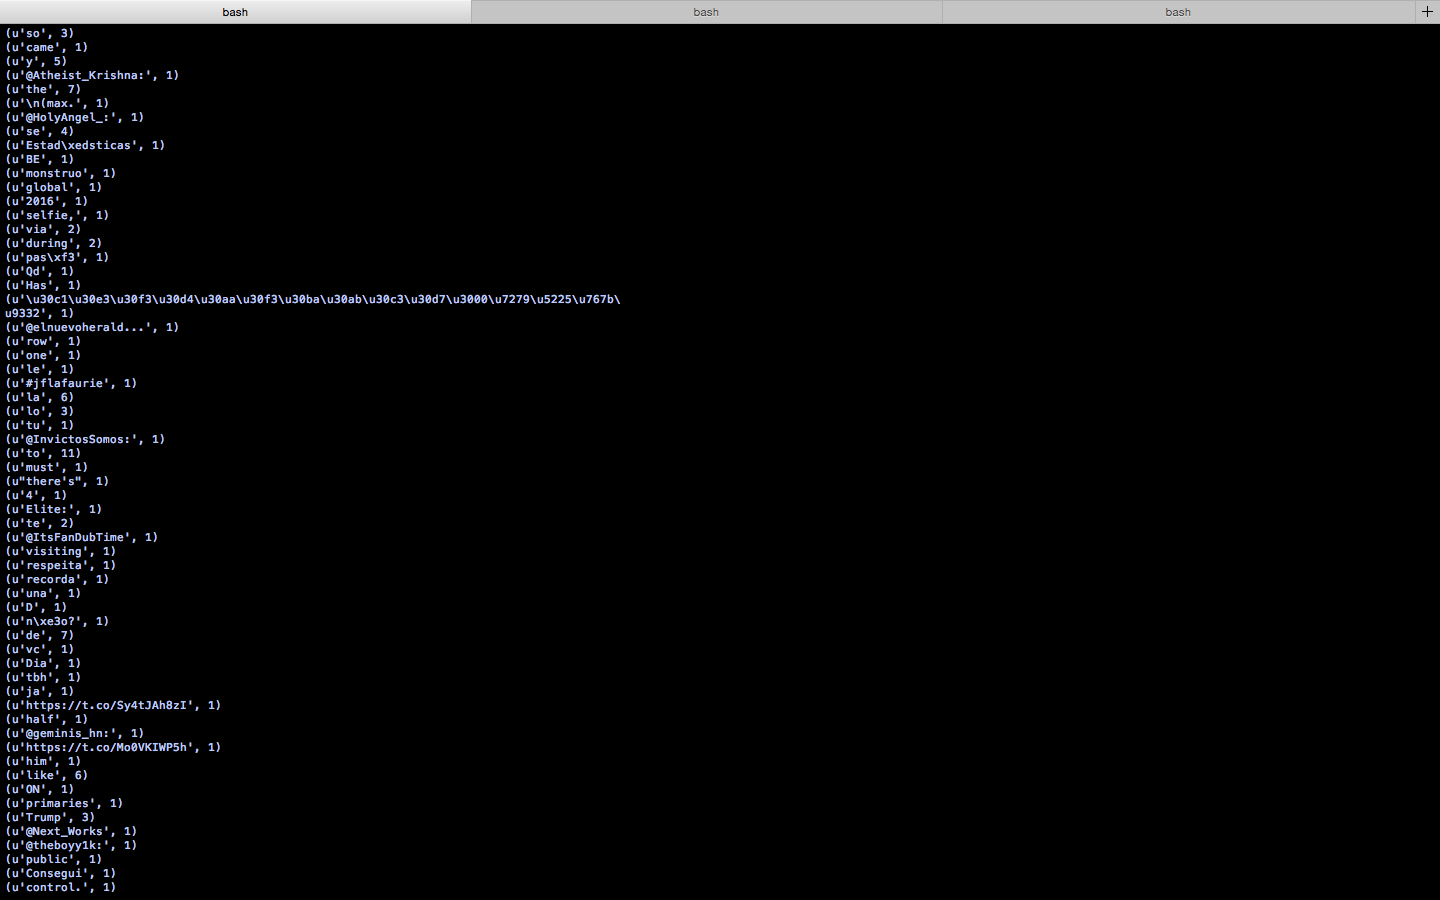 bash
bash
bash
+
(u'so', 3)
(u'came', 1)
(u'y', 5)
(u'@Atheist_Krishna:', 1)
(u'the', 7)
(u'\n(max.', 1)
(u'@HolyAngel_:', 1)
(u'se', 4)
(u'Estad\xedsticas', 1)
(u'BE', 1)
(u'monstruo', 1)
(u'global', 1)
(u'2016', 1)
(u'selfie,', 1)
(u'via', 2)
(u'during', 2)
(u'pas\xf3', 1)
(u'Qd', 1)
(u'Has', 1)
(u'\u30c1\u30e3\u30f3\u30d4\u30aa\u30f3\u30ba\u30ab\u30c3\u30d7\u3000\u7279\u5225\u767b\
u9332', 1)
(u'@elnuevoherald...', 1)
(u'row', 1)
(u'one', 1)
(u'le', 1)
(u'#jflafaurie', 1)
(u'la', 6)
(u'lo', 3)
(u'tu', 1)
(u'@InvictosSomos:', 1)
(u'to', 11)
(u'must', 1)
(u"there's", 1)
(u'4', 1)
(u'Elite:', 1)
(u'te', 2)
(u'@ItsFanDubTime', 1)
(u'visiting', 1)
(u'respeita', 1)
(u'recorda', 1)
(u'una', 1)
(u'D', 1)
(u'n\xe3o?', 1)
(u'de', 7)
(u'vc', 1)
(u'Dia', 1)
(u'tbh', 1)
(u'ja', 1)
(u'https://t.co/Sy4tJAh8zI', 1)
(u'half', 1)
(u'@geminis_hn:', 1)
(u'https://t.co/Mo0VKIWP5h', 1)
(u'him', 1)
(u'like', 6)
(u'ON', 1)
(u'primaries', 1)
(u'Trump', 3)
(u'@Next_Works', 1)
(u'@theboyy1k:', 1)
(u'public', 1)
(u'Consegui', 1)
(u'control.', 1)